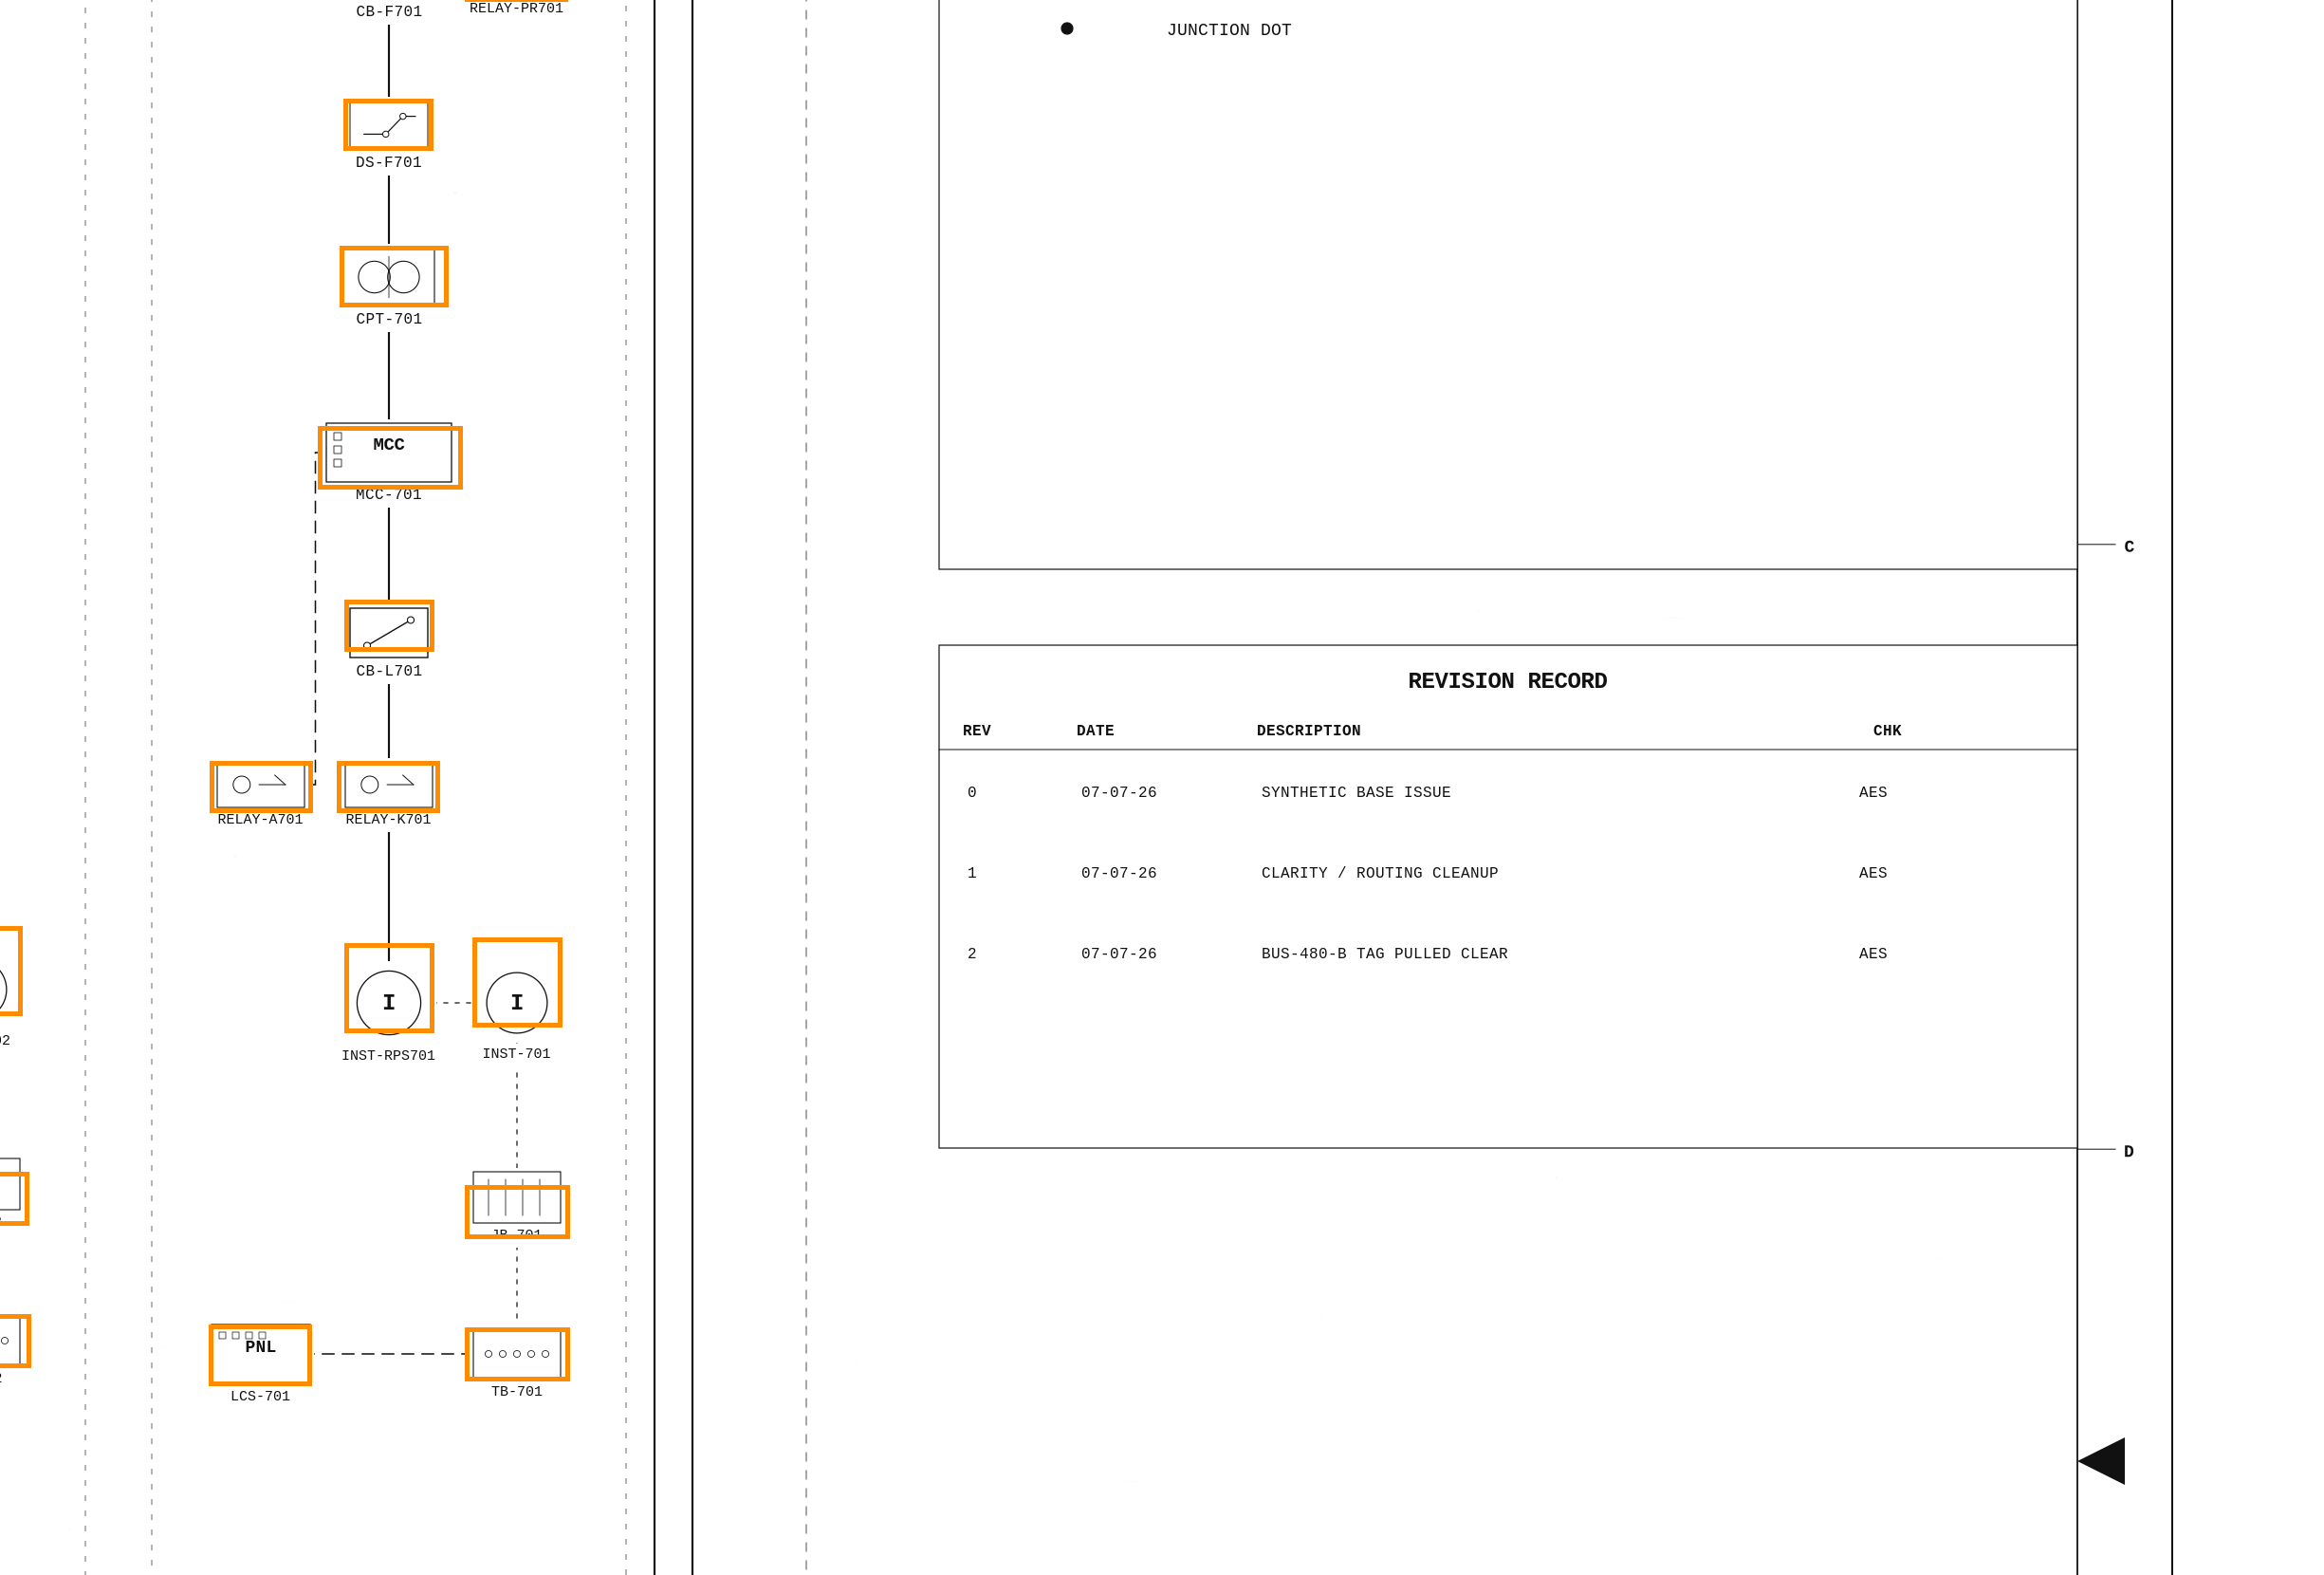 CB-F701
RELAY-PR701
JUNCTION DOT
DS-F701
CPT-701
MCC
MCC-701
C
CB-L701
REVISION RECORD
REV DATE DESCRIPTION CHK
0 07-07-26 SYNTHETIC BASE ISSUE AES
RELAY-A701 RELAY-K701
1 07-07-26 CLARITY / ROUTING CLEANUP AES
2 07-07-26 BUS-480-B TAG PULLED CLEAR AES
I I
INST-RPS701 INST-701
D
JB-701
PNL
LCS-701
TB-701